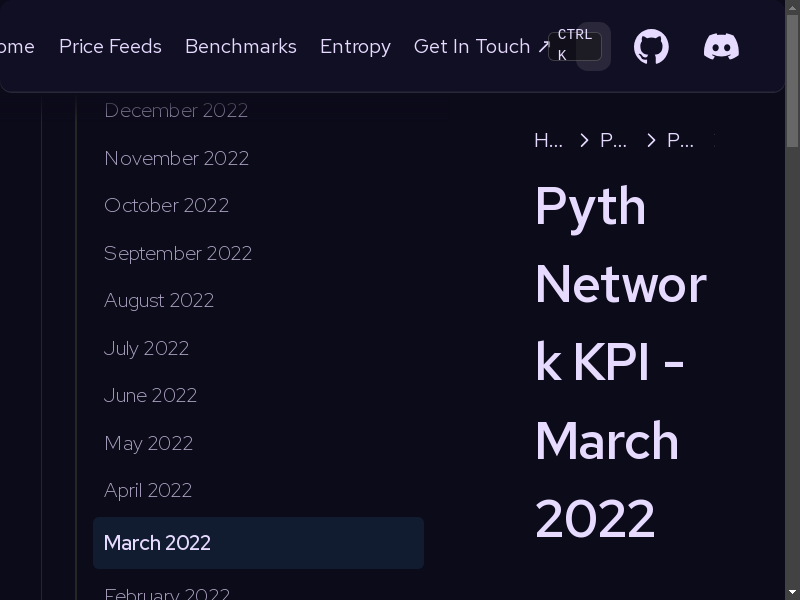 ome Price Feeds Benchmarks Entropy Get In Touch ↗ CTRL K
December 2022
November 2022
October 2022
September 2022
August 2022
July 2022
June 2022
May 2022
April 2022
March 2022
February 2022
H… > P… > P…
Pyth
Networ
k KPI -
March
2022